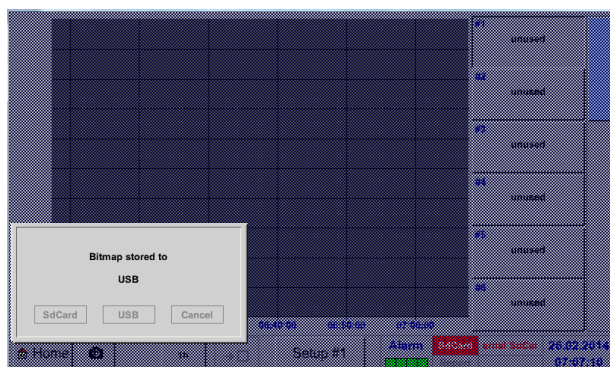 #1
unused
#2
unused
#3
unused
#4
unused
#5
unused
#6
unused
Bitmap stored to
USB
SdCard USB Cancel
06:40:00 06:50:00 07:00:00
Home 1h Setup #1 Alarm SdCard 26.02.2014
07:07:10